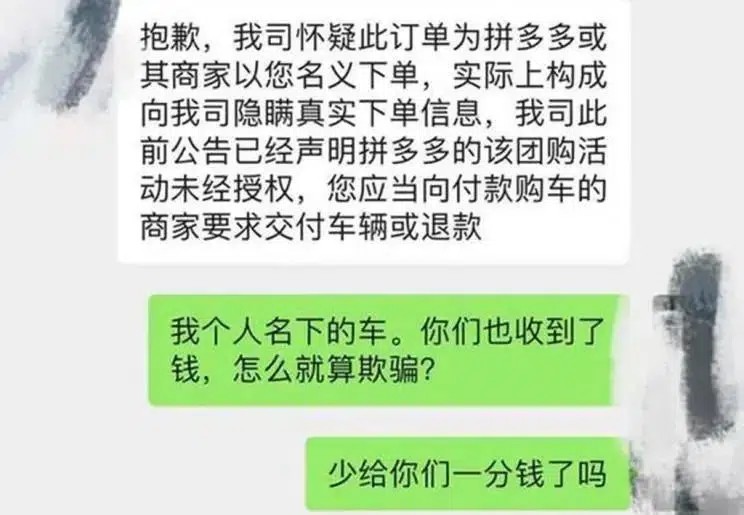 抱歉，我司怀疑此订单为拼多多或
其商家以您名义下单，实际上构成
向我司隐瞒真实下单信息，我司此
前公告已经声明拼多多的该团购活
动未经授权，您应当向付款购车的
商家要求交付车辆或退款
我个人名下的车。你们也收到了
钱，怎么就算欺骗？
少给你们一分钱了吗